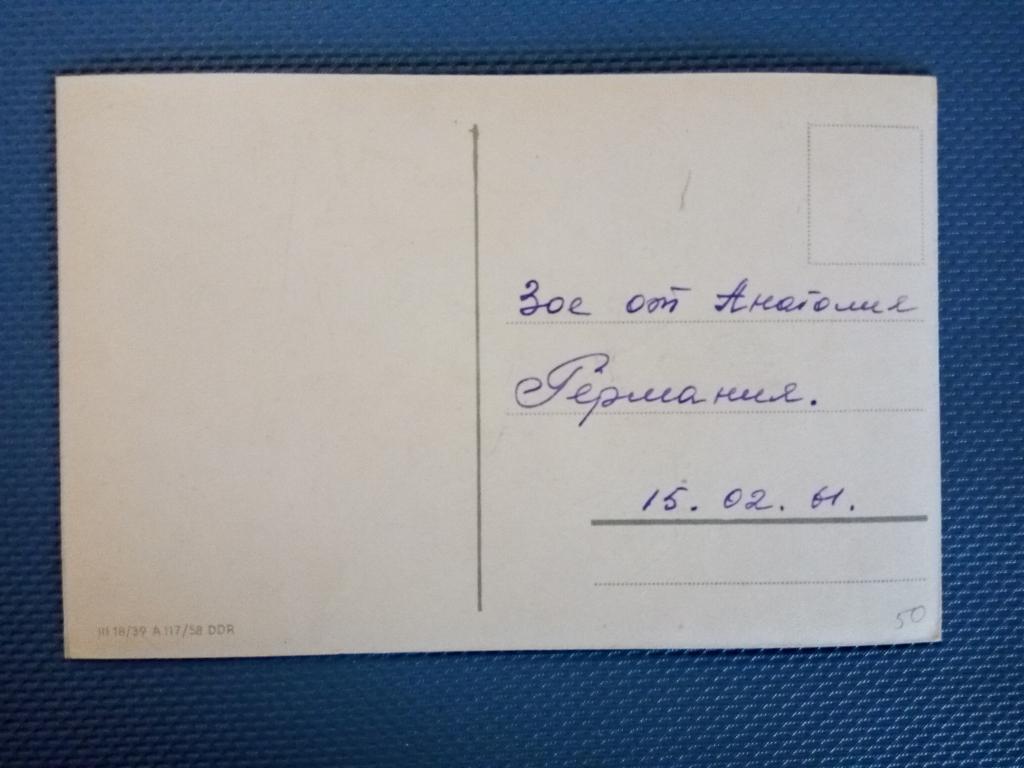 Зое от Анатолия
Германия.
15. 02. 61.
III 18/39 A 117/58 DDR
50